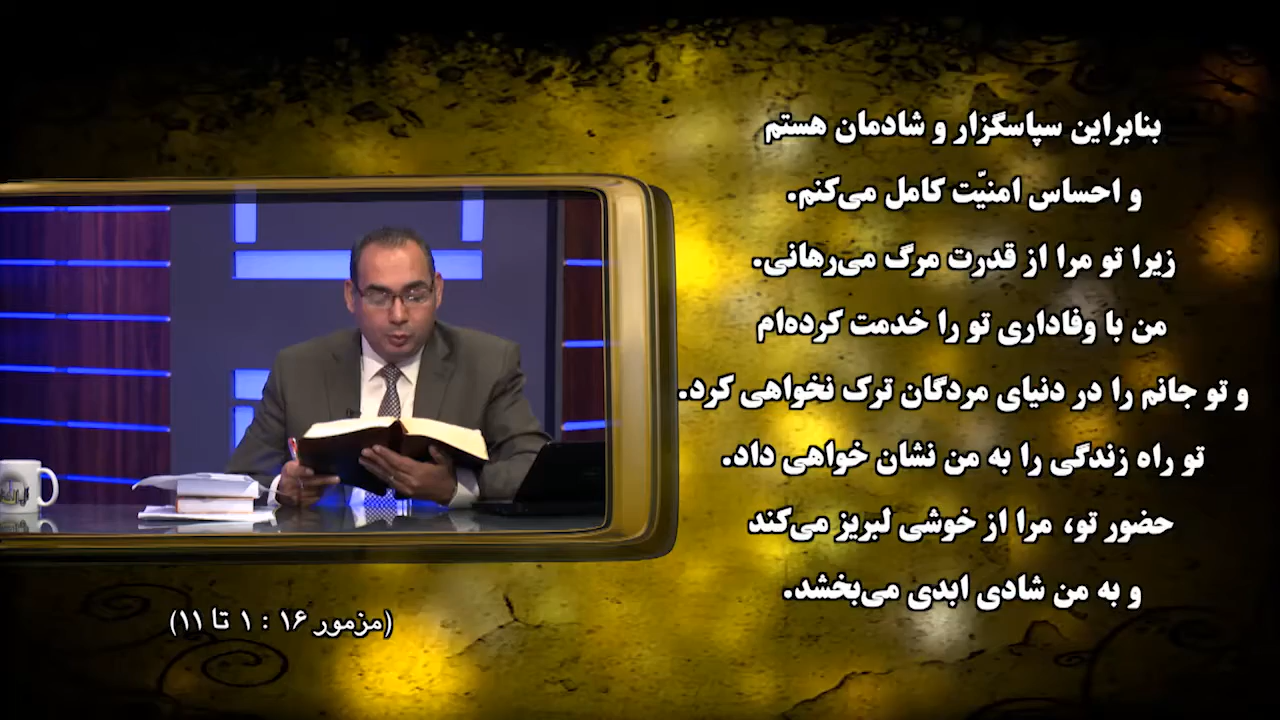 بنابراین سپاسگزار و شادمان هستم
و احساس امنیّت کامل می‌کنم.
زیرا تو مرا از قدرت مرگ می‌رهانی.
من با وفاداری تو را خدمت کرده‌ام
و تو جانم را در دنیای مردگان ترک نخواهی کرد.
تو راه زندگی را به من نشان خواهی داد.
حضور تو، مرا از خوشی لبریز می‌کند
و به من شادی ابدی می‌بخشد.
(مزمور ۱۶ : ۱ تا ۱۱)